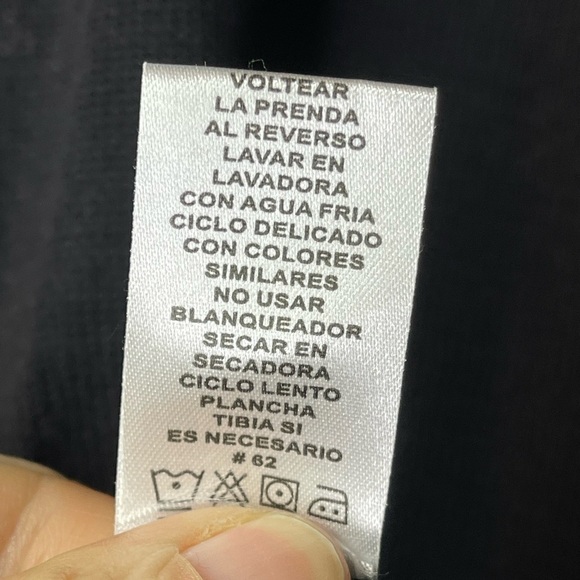 VOLTEAR
LA PRENDA
AL REVERSO
LAVAR EN
LAVADORA
CON AGUA FRIA
CICLO DELICADO
CON COLORES
SIMILARES
NO USAR
BLANQUEADOR
SECAR EN
SECADORA
CICLO LENTO
PLANCHA
TIBIA SI
ES NECESARIO
# 62